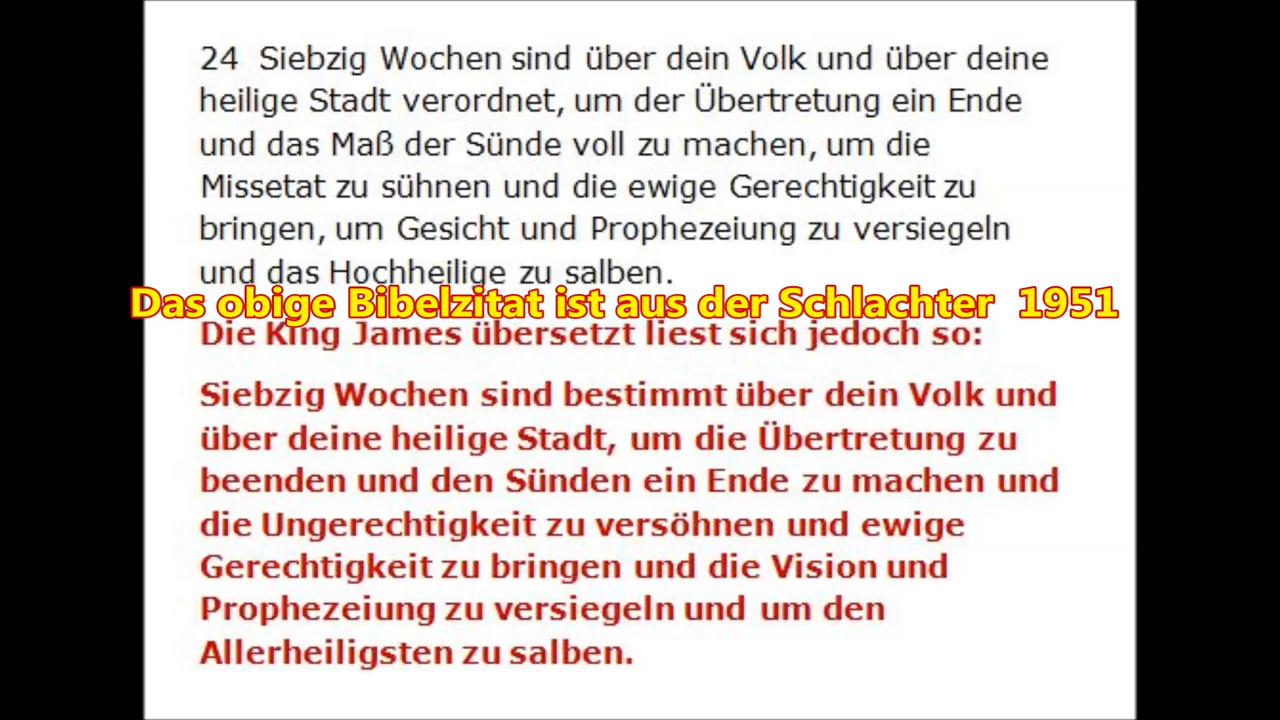 24 Siebzig Wochen sind über dein Volk und über deine
heilige Stadt verordnet, um der Übertretung ein Ende
und das Maß der Sünde voll zu machen, um die
Missetat zu sühnen und die ewige Gerechtigkeit zu
bringen, um Gesicht und Prophezeiung zu versiegeln
und das Hochheilige zu salben.
Das obige Bibelzitat ist aus der Schlachter 1951
Die King James übersetzt liest sich jedoch so:
Siebzig Wochen sind bestimmt über dein Volk und
über deine heilige Stadt, um die Übertretung zu
beenden und den Sünden ein Ende zu machen und
die Ungerechtigkeit zu versöhnen und ewige
Gerechtigkeit zu bringen und die Vision und
Prophezeiung zu versiegeln und um den
Allerheiligsten zu salben.